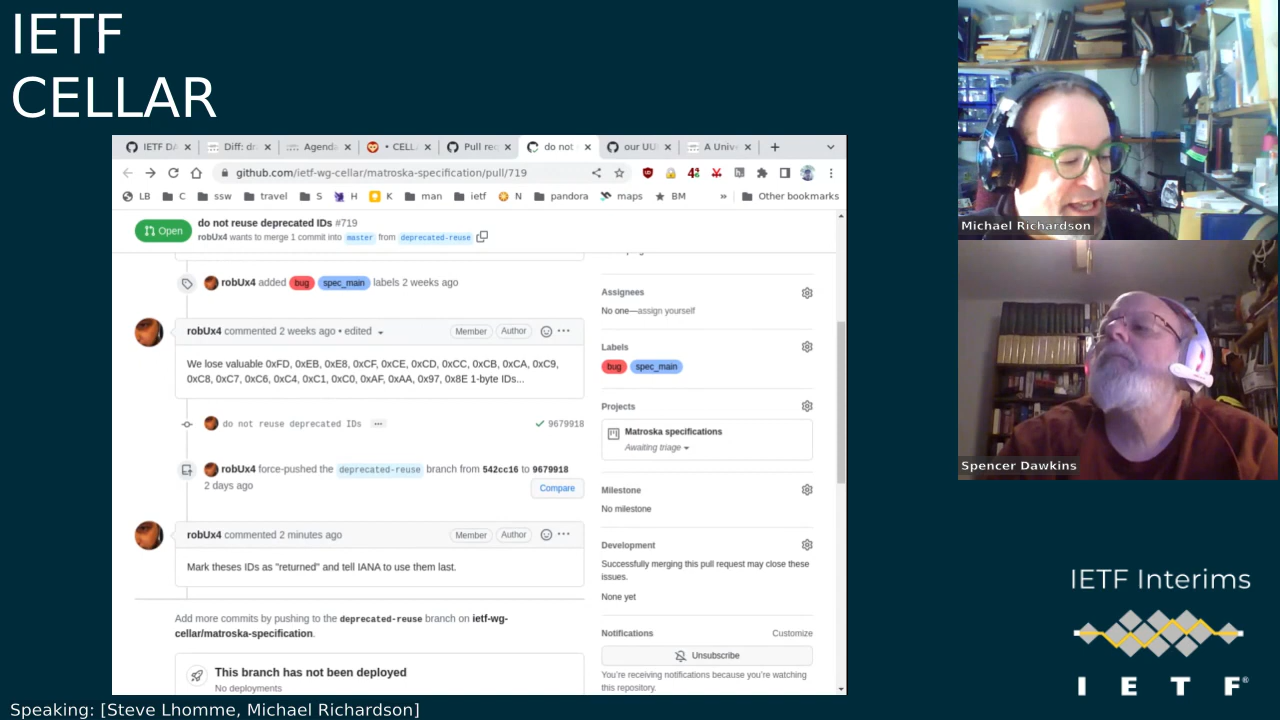 IETF
CELLAR
IETF DA
Diff: dr
Agenda
• CELL
Pull rec
do not
our UU
A Unive
github.com/ietf-wg-cellar/matroska-specification/pull/719
LB
C
ssw
travel
S
H
K
man
ietf
N
pandora
maps
BM
»
Other bookmarks
Open
do not reuse deprecated IDs #719
robUx4 wants to merge 1 commit into master from deprecated-reuse
robUx4 added bug spec_main labels 2 weeks ago
robUx4 commented 2 weeks ago • edited
Member
Author
We lose valuable 0xFD, 0xEB, 0xE8, 0xCF, 0xCE, 0xCD, 0xCC, 0xCB, 0xCA, 0xC9,
0xC8, 0xC7, 0xC6, 0xC4, 0xC1, 0xC0, 0xAF, 0xAA, 0x97, 0x8E 1-byte IDs...
do not reuse deprecated IDs
9679918
robUx4 force-pushed the deprecated-reuse branch from 542cc16 to 9679918
2 days ago
Compare
robUx4 commented 2 minutes ago
Member
Author
Mark theses IDs as "returned" and tell IANA to use them last.
Add more commits by pushing to the deprecated-reuse branch on ietf-wg-
cellar/matroska-specification.
This branch has not been deployed
No deployments
Assignees
No one—assign yourself
Labels
bug
spec_main
Projects
Matroska specifications
Awaiting triage
Milestone
No milestone
Development
Successfully merging this pull request may close these
issues.
None yet
Notifications
Customize
Unsubscribe
You're receiving notifications because you're watching
this repository.
Michael Richardson
Spencer Dawkins
IETF Interims
I E T F®
Speaking: [Steve Lhomme, Michael Richardson]